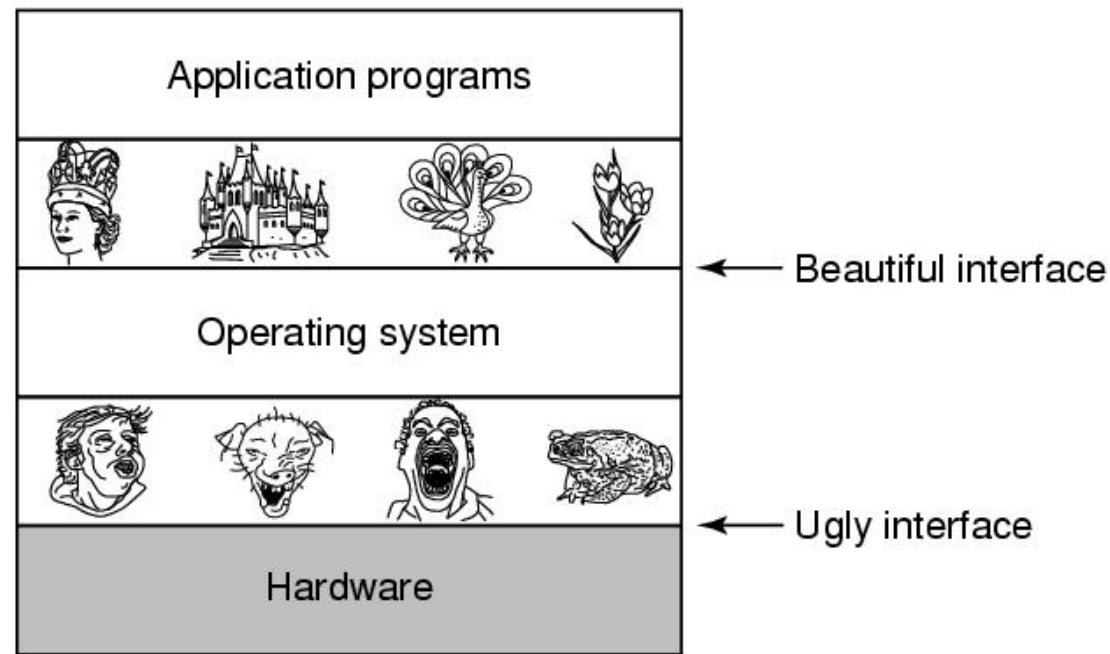 Application programs
Beautiful interface
Operating system
Ugly interface
Hardware